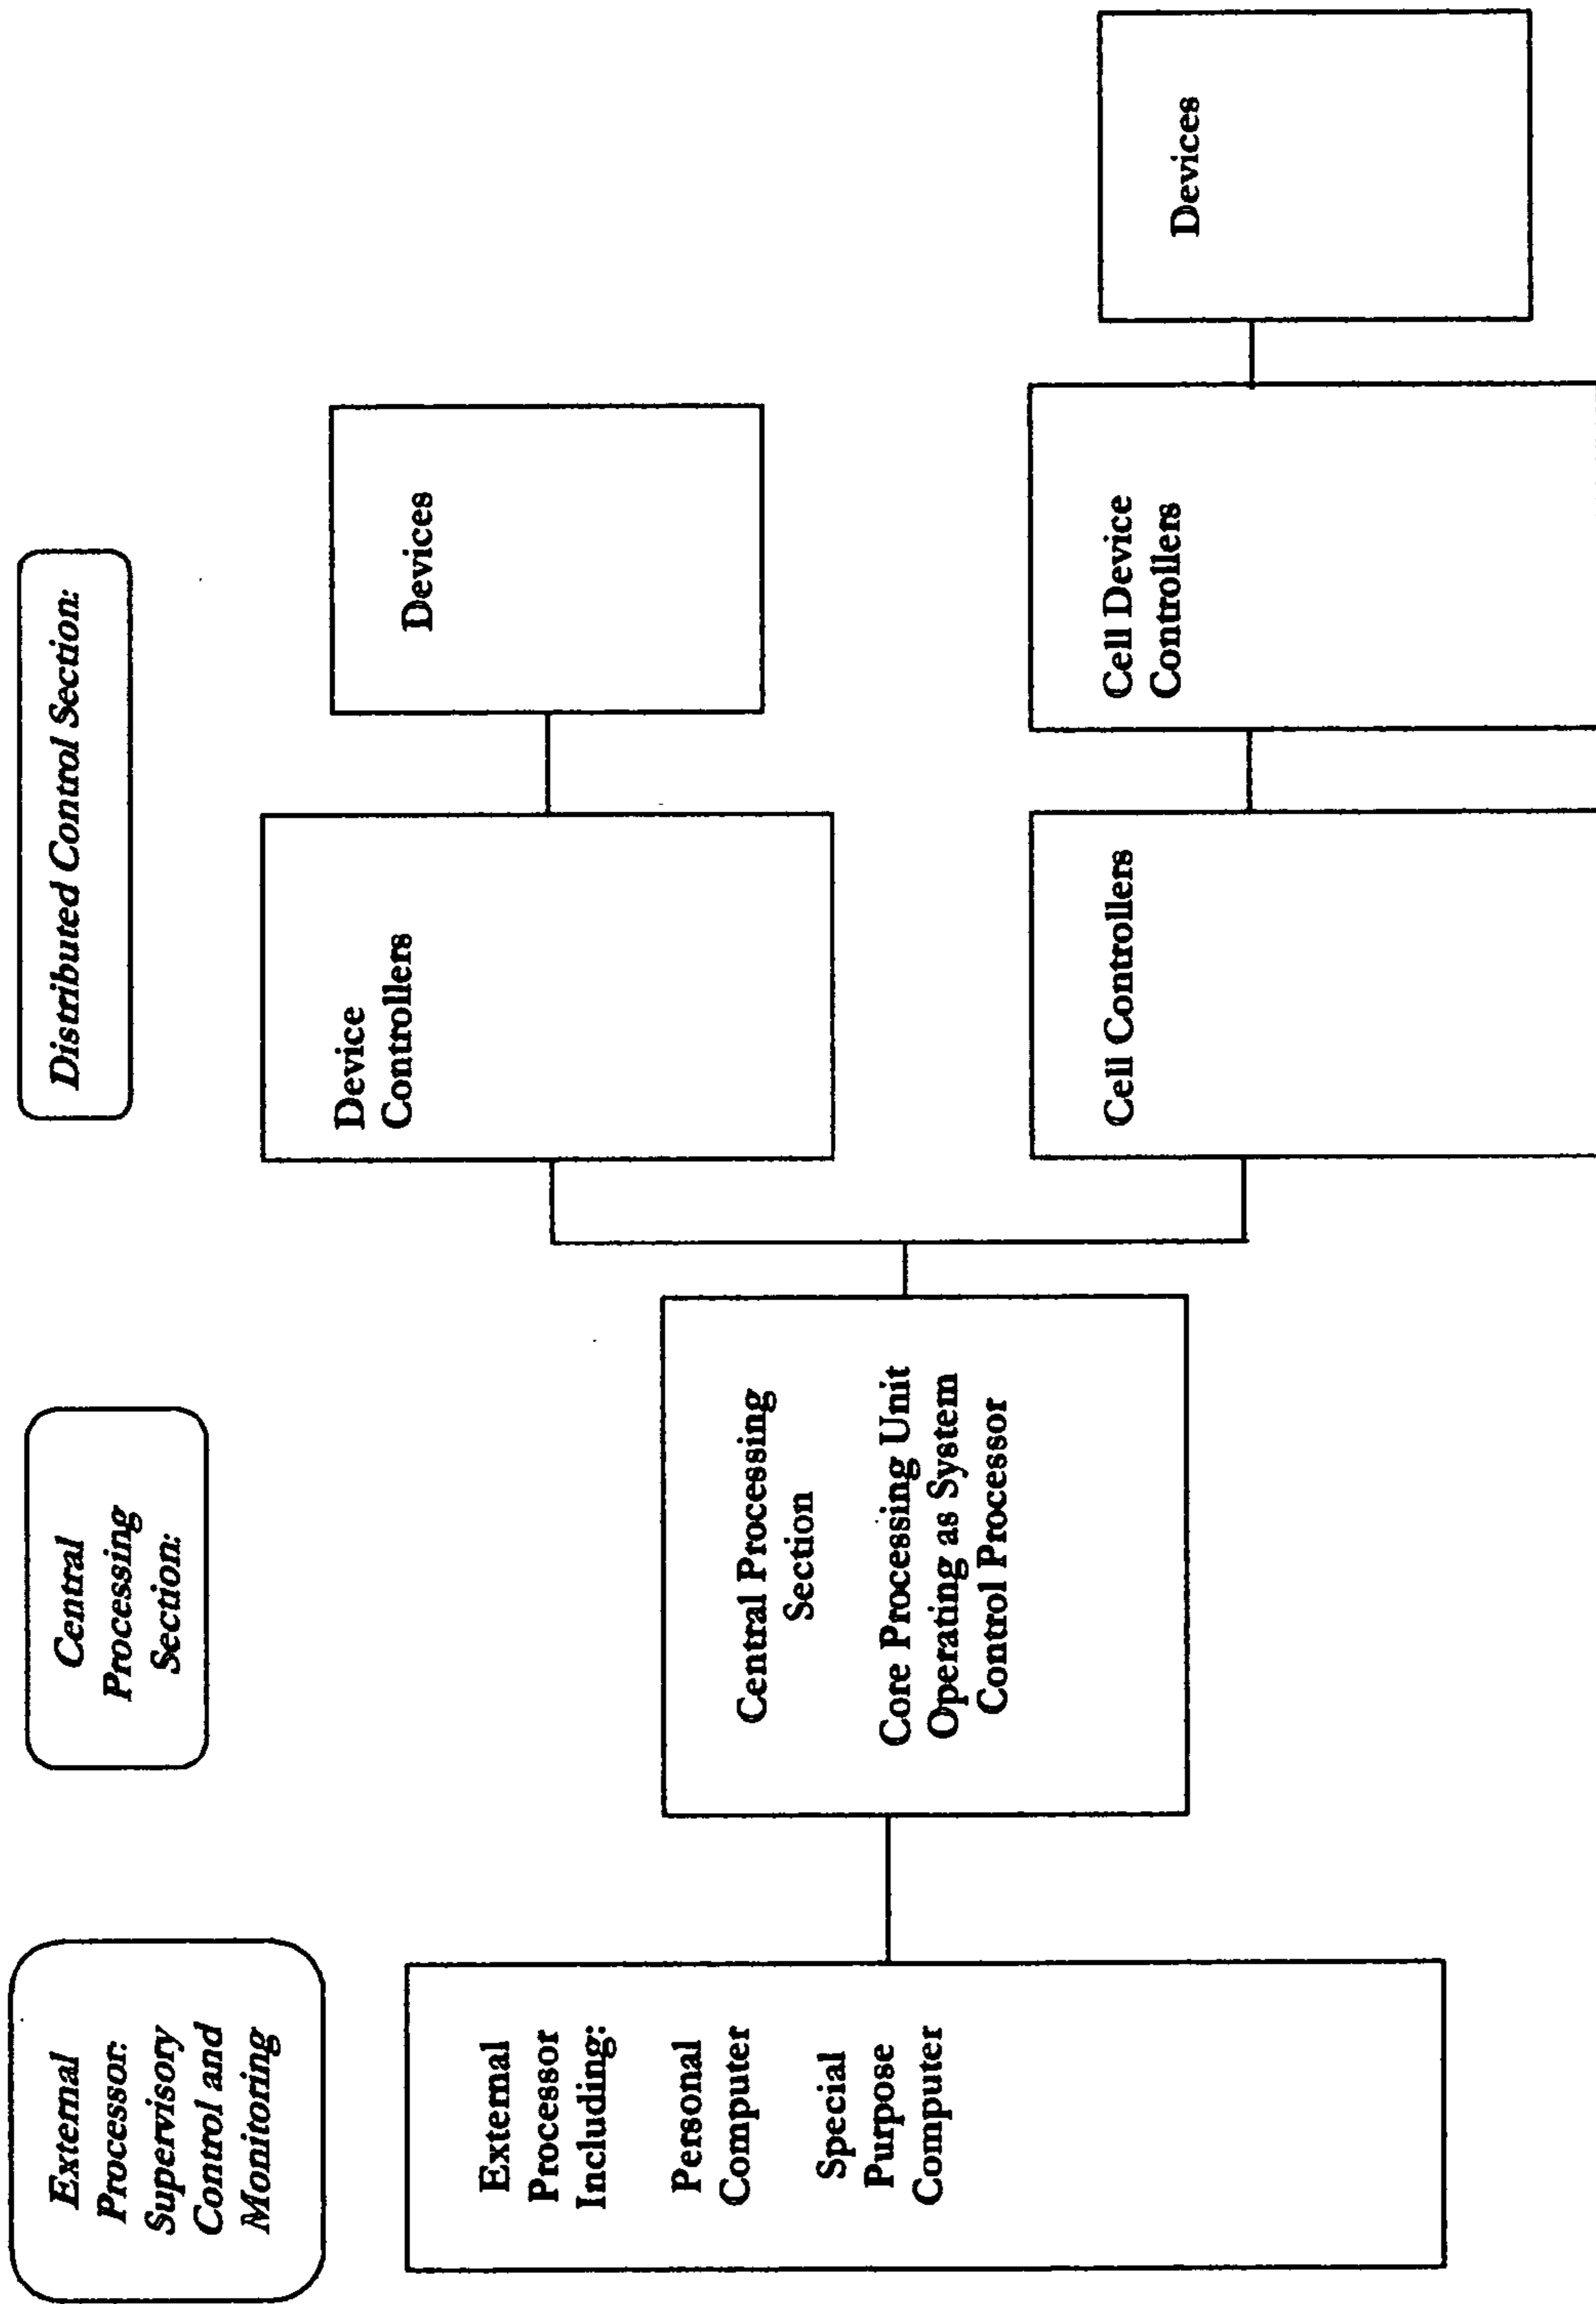 External
Processor:
Supervisory
Control and
Monitoring
Central
Processing
Section:
Distributed Control Section:
External
Processor
Including:
Personal
Computer
Special
Purpose
Computer
Central Processing
Section
Core Processing Unit
Operating as System
Control Processor
Device
Controllers
Devices
Cell Controllers
Cell Device
Controllers
Devices